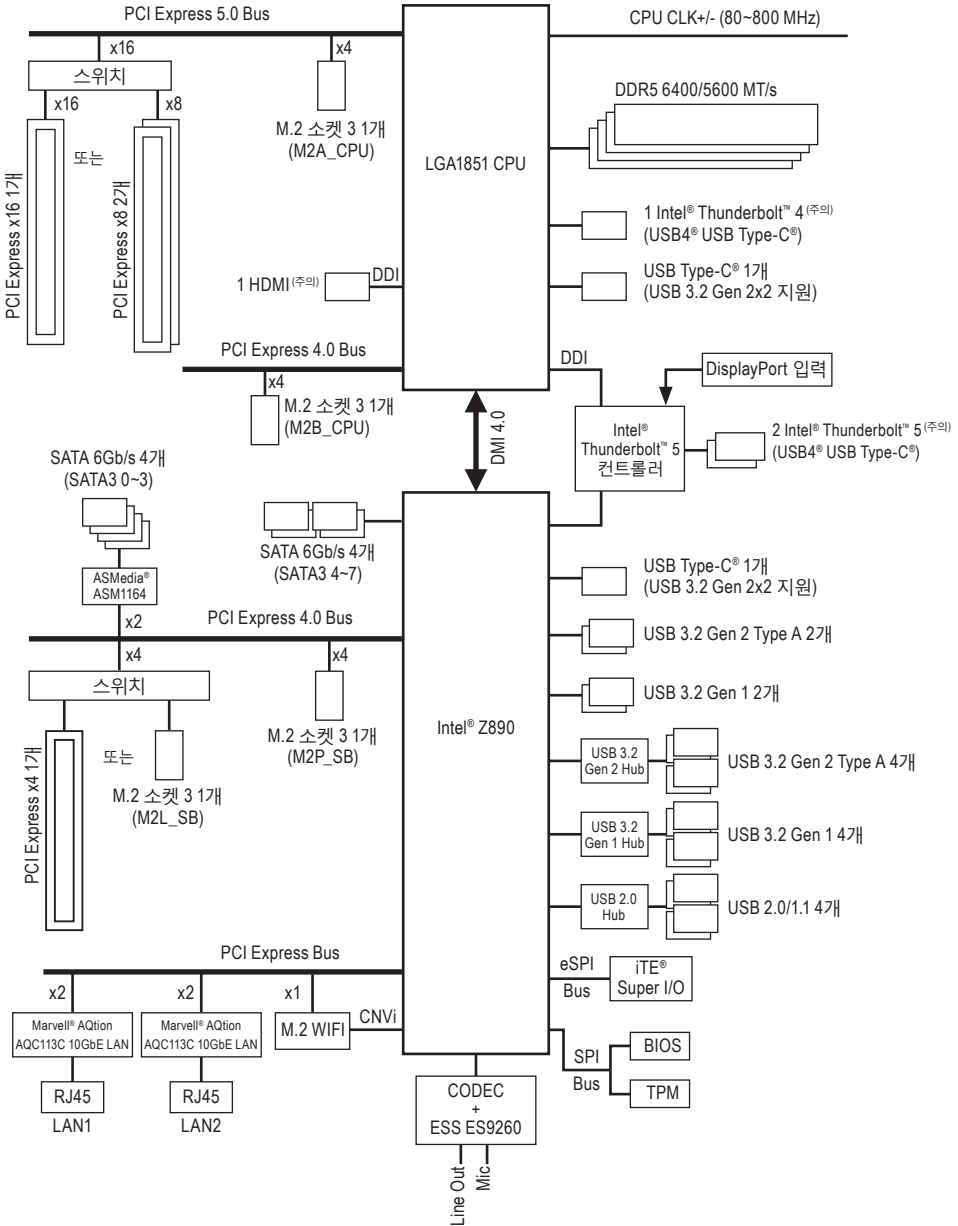 PCI Express 5.0 Bus
CPU CLK+/- (80~800 MHz)
x16
x4
스위치
x16
x8
DDR5 6400/5600 MT/s
M.2 소켓 3 1개
(M2A_CPU)
또는
PCI Express x16 1개
PCI Express x8 2개
LGA1851 CPU
1 Intel® Thunderbolt™ 4 (주의)
(USB4® USB Type-C®)
1 HDMI (주의)
DDI
USB Type-C® 1개
(USB 3.2 Gen 2x2 지원)
PCI Express 4.0 Bus
x4
M.2 소켓 3 1개
(M2B_CPU)
DDI
DisplayPort 입력
DMI 4.0
Intel®
Thunderbolt™ 5
컨트롤러
2 Intel® Thunderbolt™ 5 (주의)
(USB4® USB Type-C®)
SATA 6Gb/s 4개
(SATA3 0~3)
SATA 6Gb/s 4개
(SATA3 4~7)
ASMedia®
ASM1164
x2
PCI Express 4.0 Bus
USB Type-C® 1개
(USB 3.2 Gen 2x2 지원)
USB 3.2 Gen 2 Type A 2개
x4
x4
스위치
USB 3.2 Gen 1 2개
M.2 소켓 3 1개
(M2P_SB)
Intel® Z890
PCI Express x4 1개
또는
M.2 소켓 3 1개
(M2L_SB)
USB 3.2
Gen 2 Hub
USB 3.2 Gen 2 Type A 4개
USB 3.2
Gen 1 Hub
USB 3.2 Gen 1 4개
USB 2.0
Hub
USB 2.0/1.1 4개
PCI Express Bus
x2
x2
x1
CNVi
Marvell® AQtion
AQC113C 10GbE LAN
Marvell® AQtion
AQC113C 10GbE LAN
M.2 WIFI
eSPI
Bus
iTE®
Super I/O
SPI
Bus
BIOS
TPM
RJ45
LAN1
RJ45
LAN2
CODEC
+
ESS ES9260
Line Out
Mic